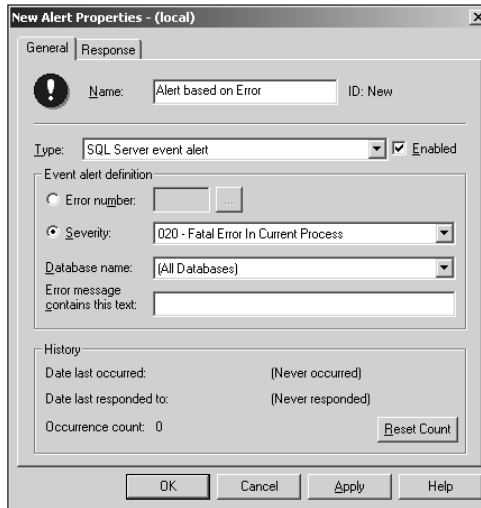 New Alert Properties - (local)
General Response
Name: Alert based on Error ID: New
Type: SQL Server event alert Enabled
Event alert definition
Error number: ...
Severity: 020 - Fatal Error In Current Process
Database name: (All Databases)
Error message
contains this text:
History
Date last occurred: (Never occurred)
Date last responded to: (Never responded)
Occurrence count: 0 Reset Count
OK Cancel Apply Help